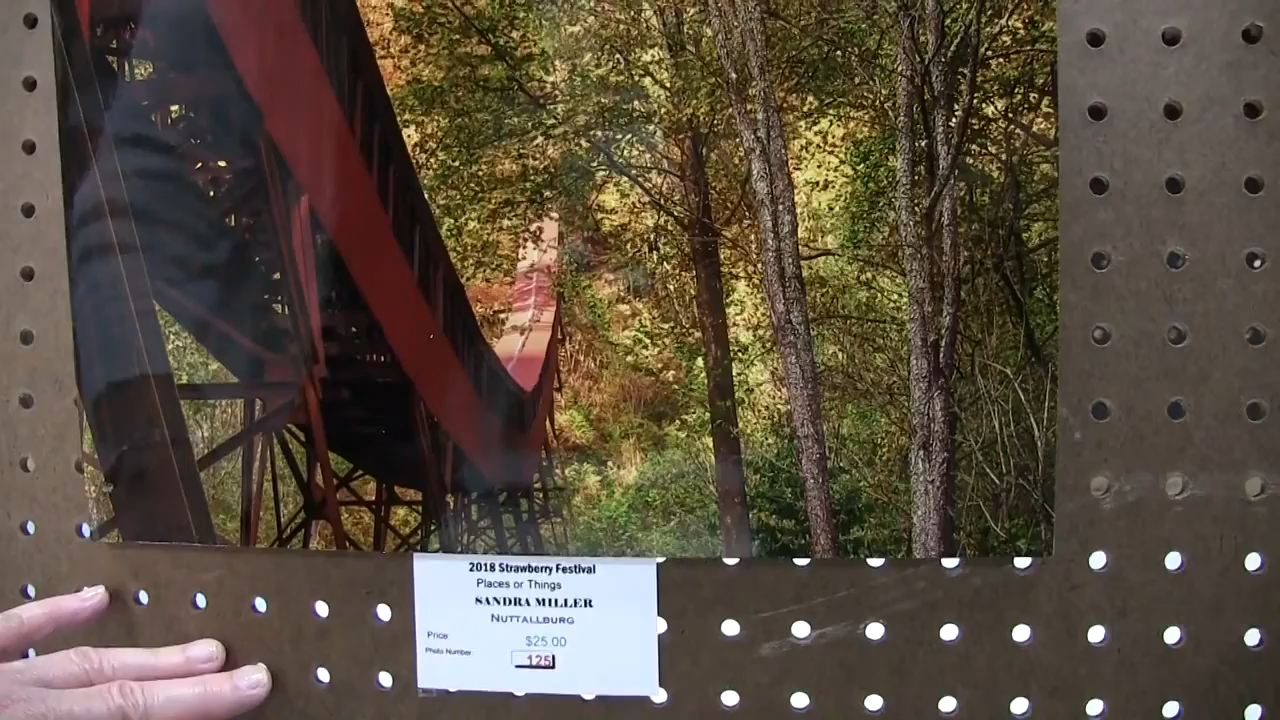 2018 Strawberry Festival
Places or Things
SANDRA MILLER
NUTTALLBURG
Price: $25.00
Photo Number 125